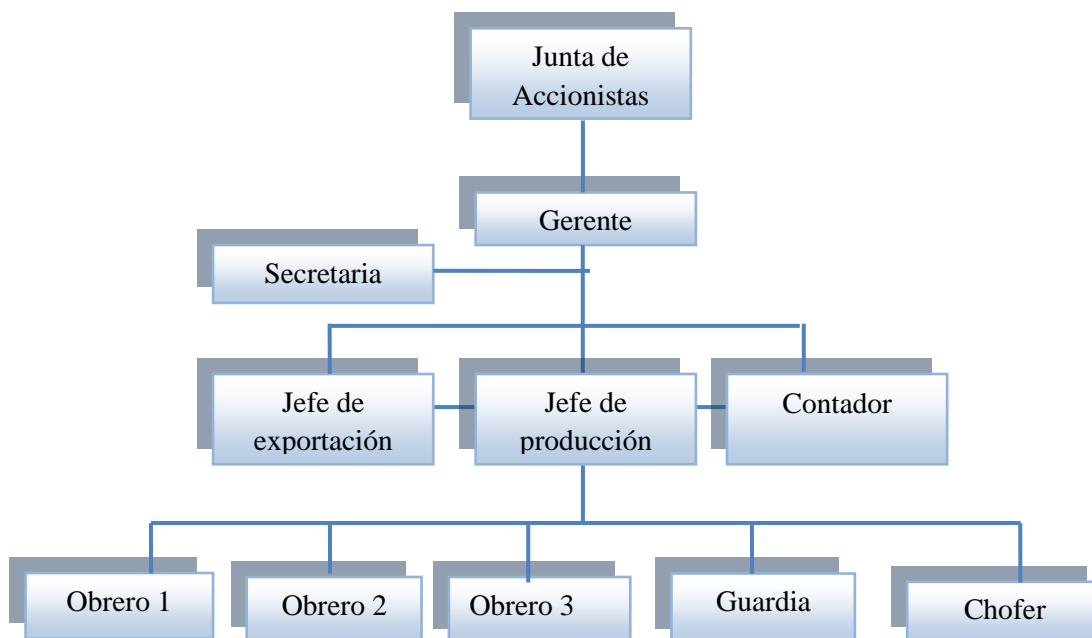 Junta de
Accionistas
Gerente
Secretaria
Jefe de
exportación
Jefe de
producción
Contador
Obrero 1
Obrero 2
Obrero 3
Guardia
Chofer